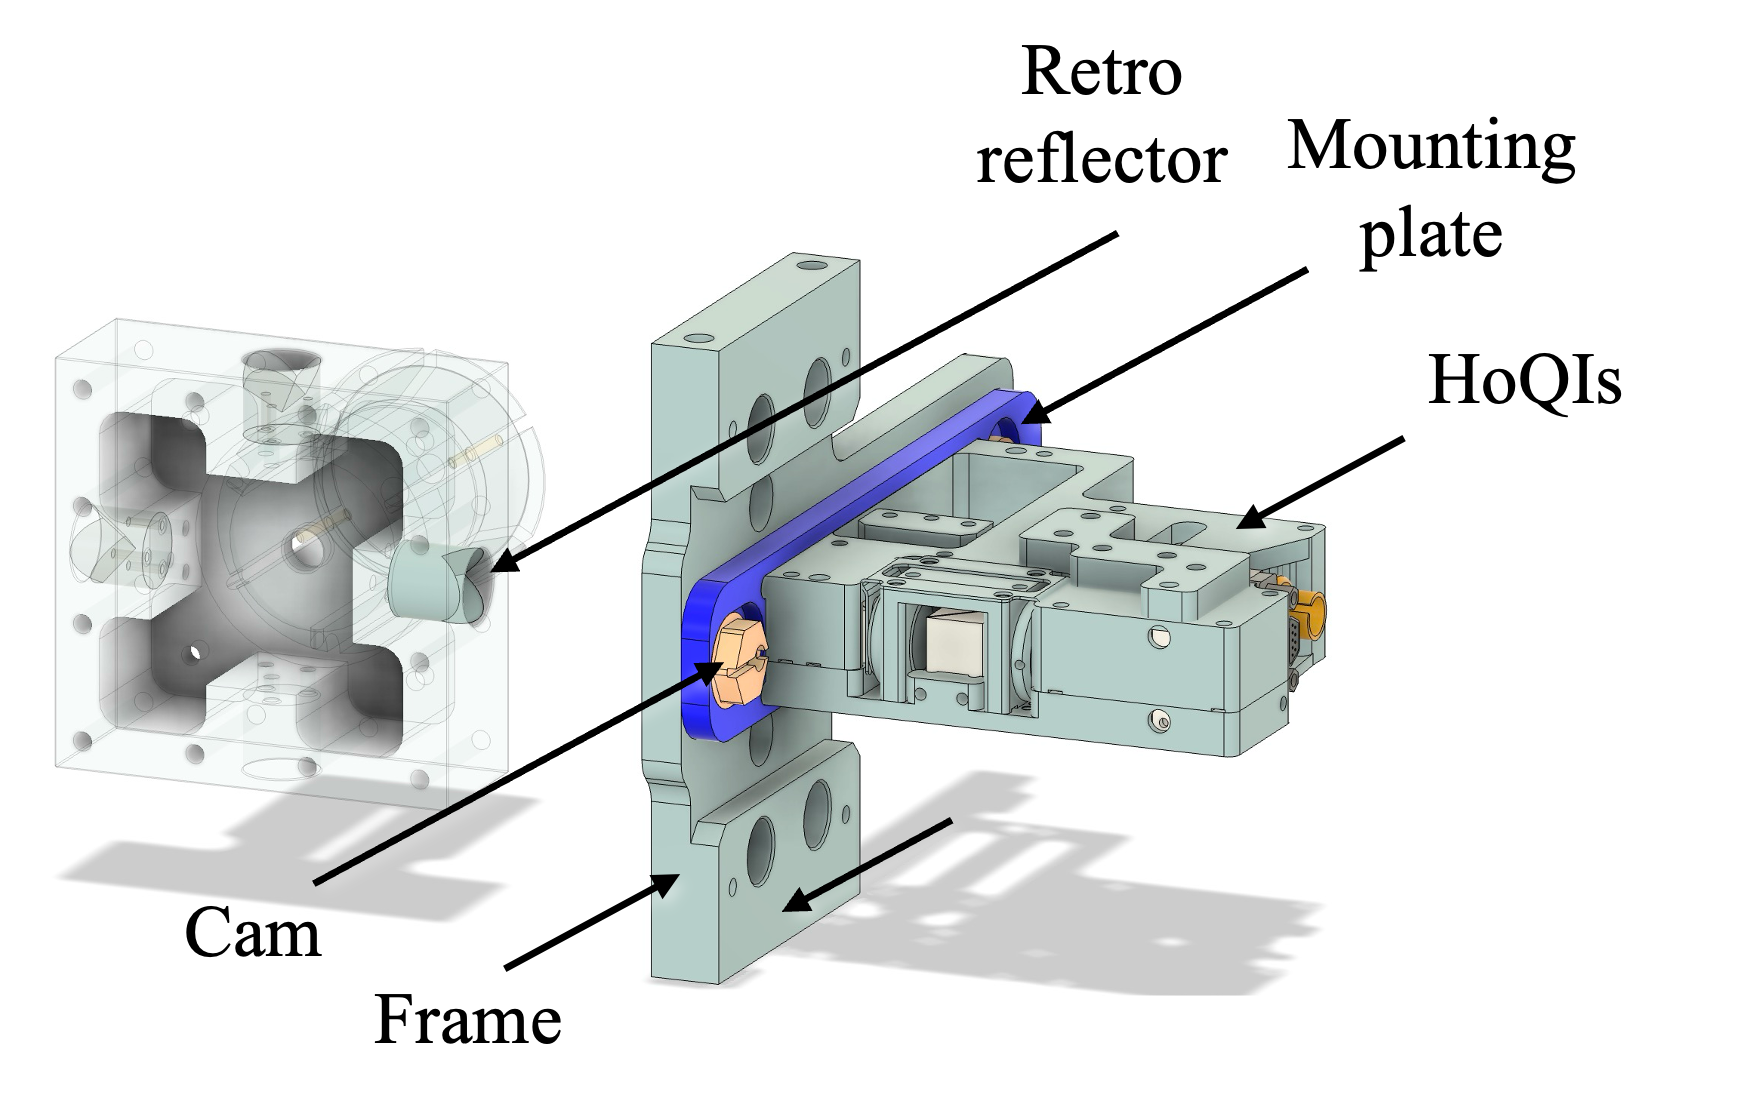 Retro
reflector
Mounting
plate
HoQIs
Cam
Frame